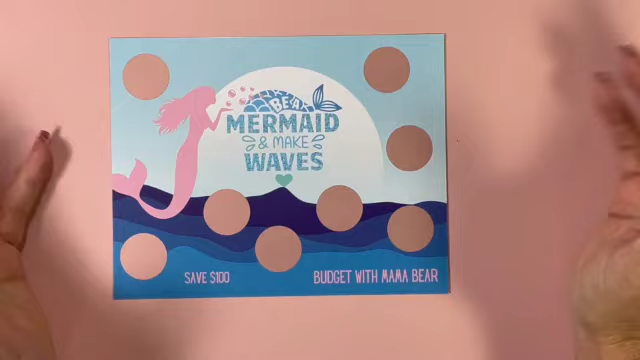 BE A
MERMAID
& MAKE
WAVES
SAVE $100
BUDGET WITH MAMA BEAR